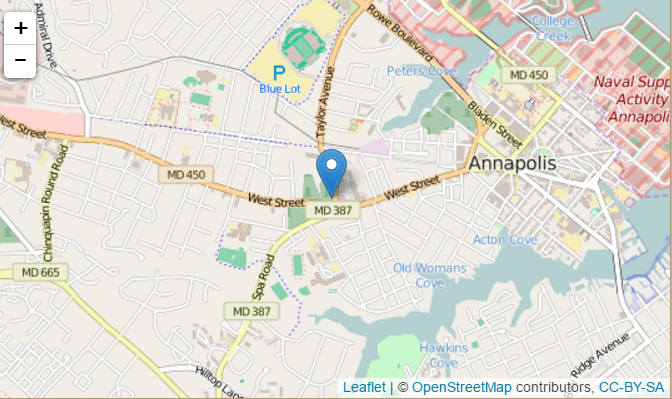 +
−
Admiral Drive
Rowe Boulevard
College
Creek
Peters Cove
MD 450
P
Blue Lot
Taylor Avenue
Bladen Street
Naval Supp
Activity
Annapoli
est Street
Annapolis
Chinquapin Round Road
MD 450
West Street
MD 387
West Street
Acton Cove
Old Womans
Cove
MD 665
Spa Road
MD 387
Hawkins
Cove
Hilltop Lan
Ridge Avenue
Leaflet | © OpenStreetMap contributors, CC-BY-SA